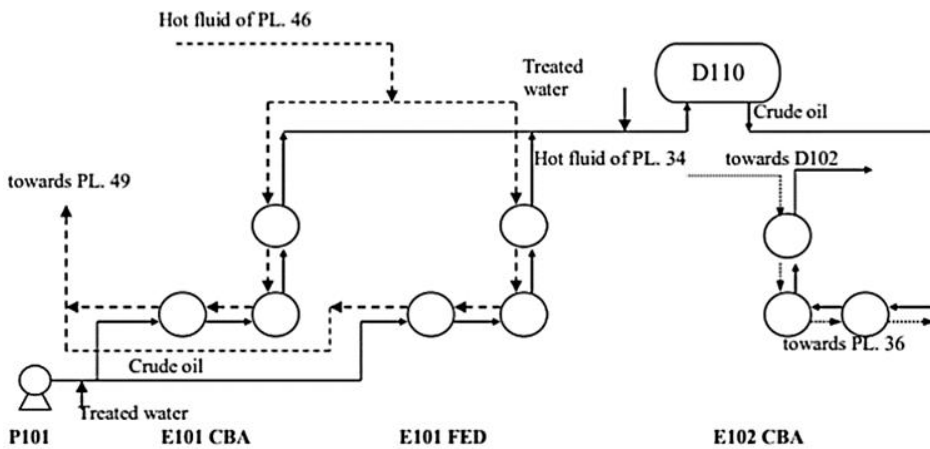 Hot fluid of PL. 46
Treated
water
D110
Crude oil
Hot fluid of PL. 34
towards D102
towards PL. 49
towards PL. 36
Crude oil
Treated water
P101
E101 CBA
E101 FED
E102 CBA